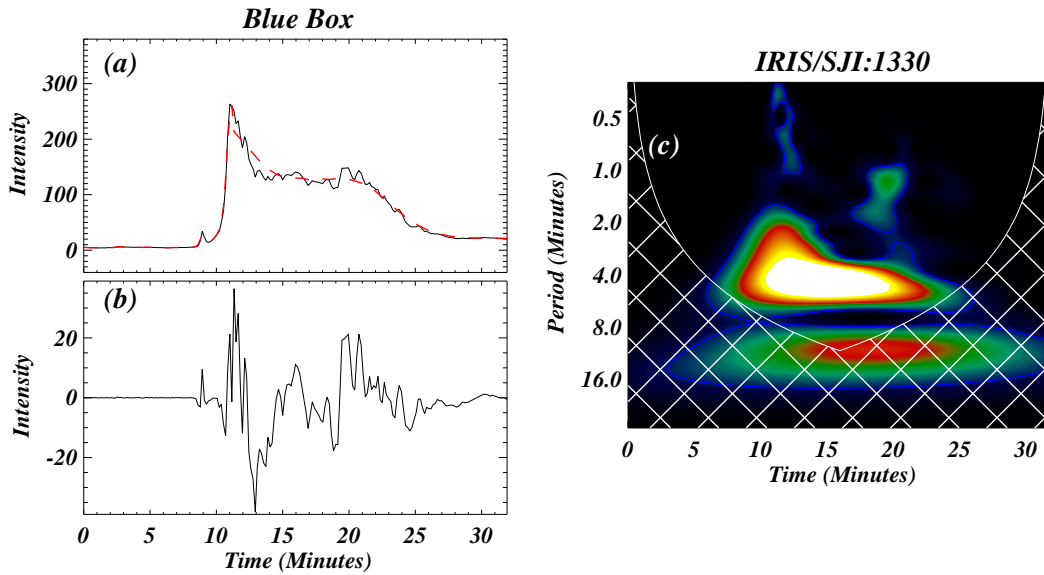 Blue Box
(a)
300
200
100
0
Intensity
(b)
20
0
-20
Intensity
0 5 10 15 20 25 30
Time (Minutes)
IRIS/SJI:1330
(c)
0.5
1.0
2.0
4.0
8.0
16.0
Period (Minutes)
0 5 10 15 20 25 30
Time (Minutes)